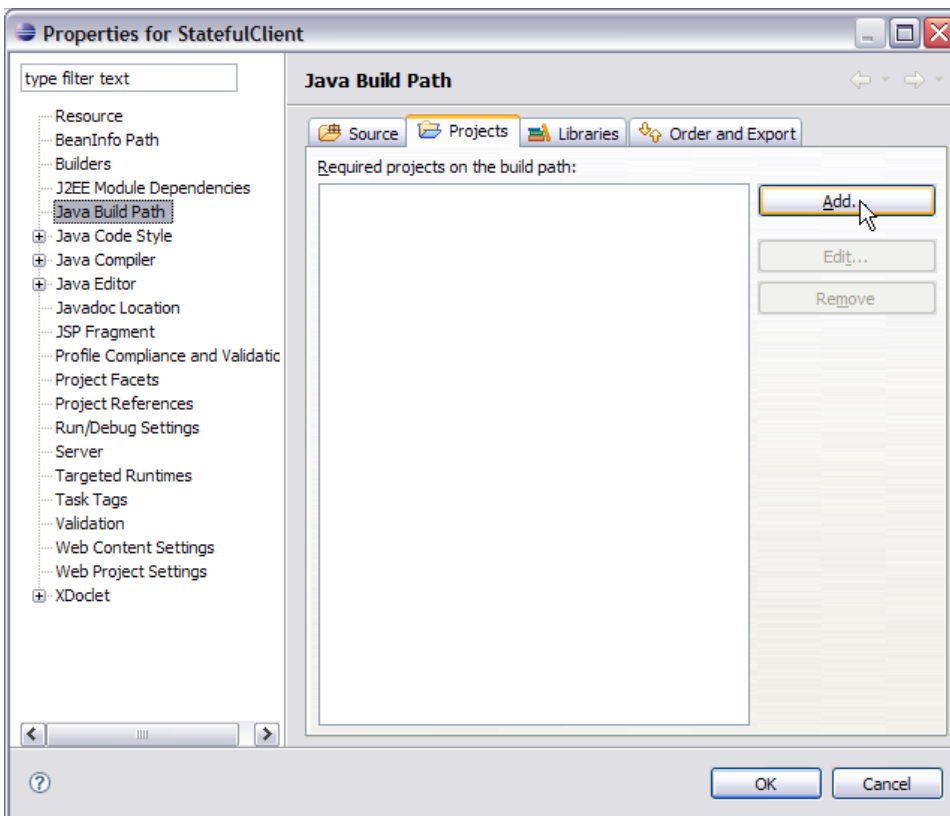 Properties for StatefulClient
type filter text
Resource
BeanInfo Path
Builders
J2EE Module Dependencies
Java Build Path
Java Code Style
Java Compiler
Java Editor
Javadoc Location
JSP Fragment
Profile Compliance and Validatic
Project Facets
Project References
Run/Debug Settings
Server
Targeted Runtimes
Task Tags
Validation
Web Content Settings
Web Project Settings
XDoclet
Java Build Path
Source Projects Libraries Order and Export
Required projects on the build path:
Add..
Edit...
Remove
? OK Cancel